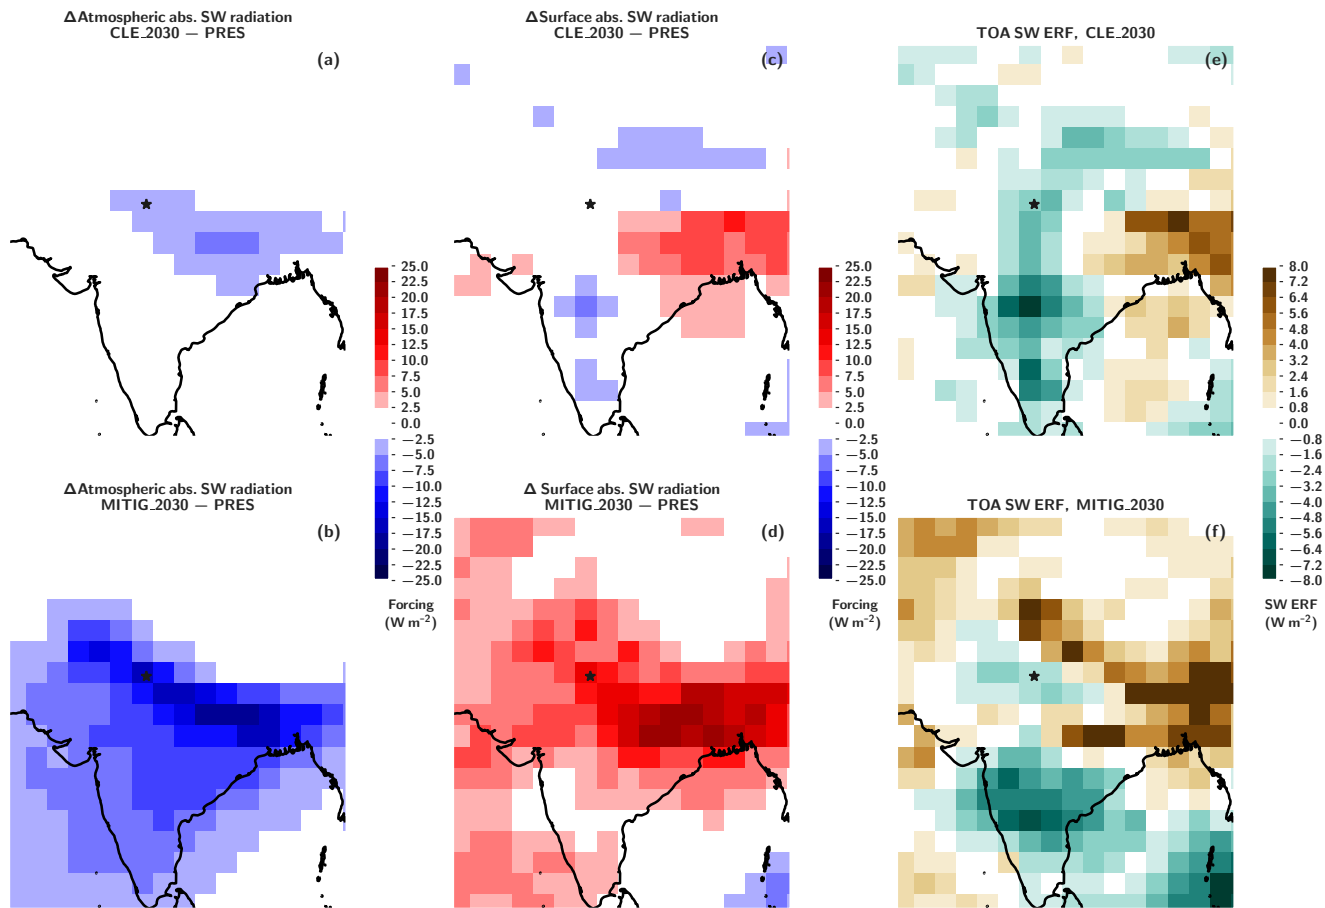 ΔAtmospheric abs. SW radiation
CLE_2030 − PRES
(a)
ΔSurface abs. SW radiation
CLE_2030 − PRES
(c)
TOA SW ERF, CLE_2030
(e)
25.0
22.5
20.0
17.5
15.0
12.5
10.0
7.5
5.0
2.5
0.0
−2.5
−5.0
−7.5
−10.0
−12.5
−15.0
−17.5
−20.0
−22.5
−25.0
Forcing
(W m⁻²)
25.0
22.5
20.0
17.5
15.0
12.5
10.0
7.5
5.0
2.5
0.0
−2.5
−5.0
−7.5
−10.0
−12.5
−15.0
−17.5
−20.0
−22.5
−25.0
Forcing
(W m⁻²)
8.0
7.2
6.4
5.6
4.8
4.0
3.2
2.4
1.6
0.8
0.0
−0.8
−1.6
−2.4
−3.2
−4.0
−4.8
−5.6
−6.4
−7.2
−8.0
SW ERF
(W m⁻²)
ΔAtmospheric abs. SW radiation
MITIG_2030 − PRES
(b)
Δ Surface abs. SW radiation
MITIG_2030 − PRES
(d)
TOA SW ERF, MITIG_2030
(f)